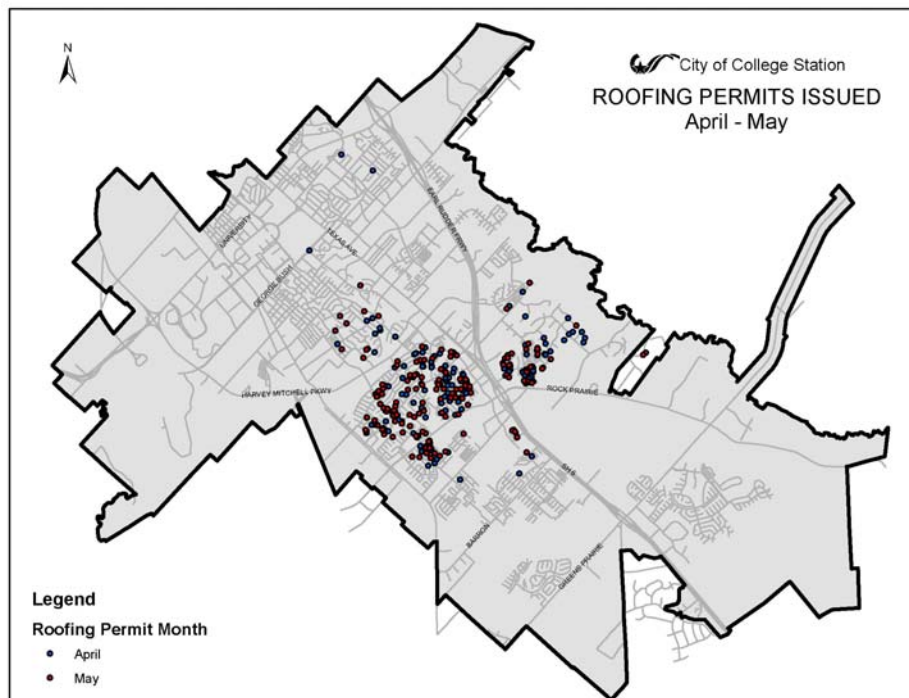 N
City of College Station
ROOFING PERMITS ISSUED
April - May
EARL RUDDER FRWY
UNIVERSITY
TEXAS AVE
GEORGE BUSH
HARVEY MITCHELL PKWY
ROCK PRAIRIE
SH 6
BARRON
GREENS PRAIRIE
Legend
Roofing Permit Month
April
May